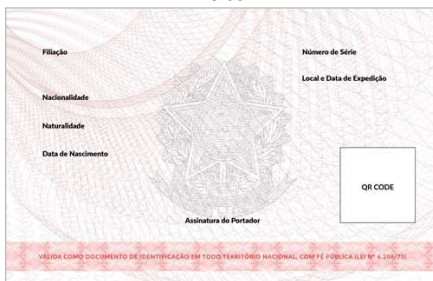 Filiação
Número de Série
Local e Data de Expedição
Nacionalidade
Naturalidade
Data de Nascimento
QR CODE
Assinatura do Portador
VÁLIDA COMO DOCUMENTO DE IDENTIFICAÇÃO EM TODO TERRITÓRIO NACIONAL, COM FÉ PÚBLICA (LEI Nº 6.206/75)